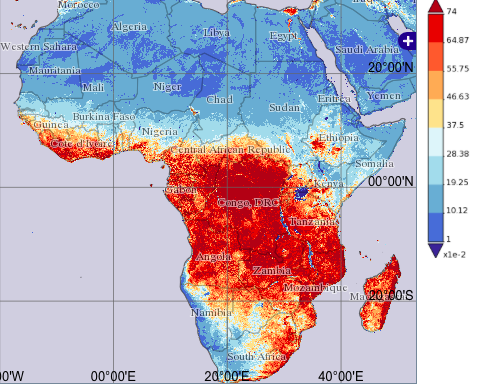 Morocco
Iraq
Algeria
Libya
Egypt
Western Sahara
Saudi Arabia
20°00'N
Mauritania
Mali
Niger
Chad
Sudan
Eritrea
Yemen
Burkina Faso
Guinea
Nigeria
Ethiopia
Côte d'Ivoire
Central African Republic
Somalia
Gabon
Kenya
00°00'N
Congo, DRC
Tanzania
Angola
Zambia
Mozambique
20°00'S
Namibia
South Africa
00'W
00°00'E
20°00'E
40°00'E
74
64.87
55.75
46.63
37.5
28.38
19.25
10.12
1
x1e-2